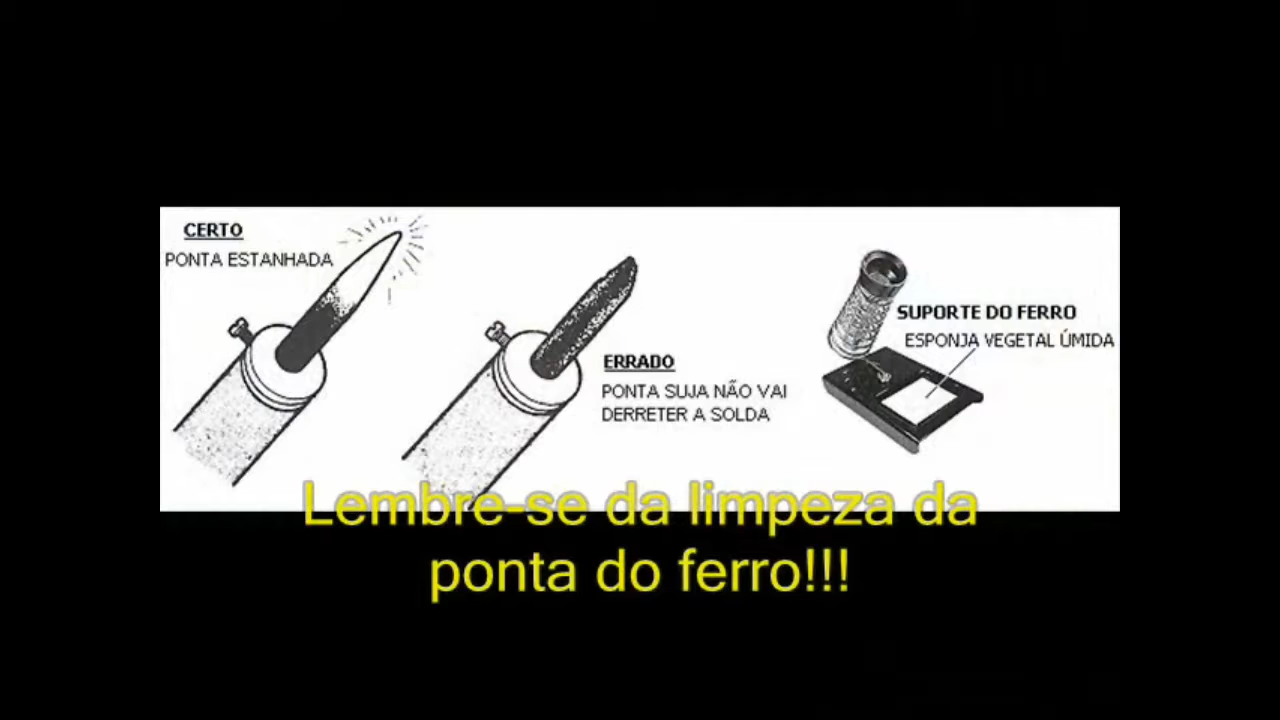 CERTO
PONTA ESTANHADA
ERRADO
PONTA SUJA NÃO VAI
DERRETER A SOLDA
SUPORTE DO FERRO
ESPONJA VEGETAL ÚMIDA
Lembre-se da limpeza da
ponta do ferro!!!